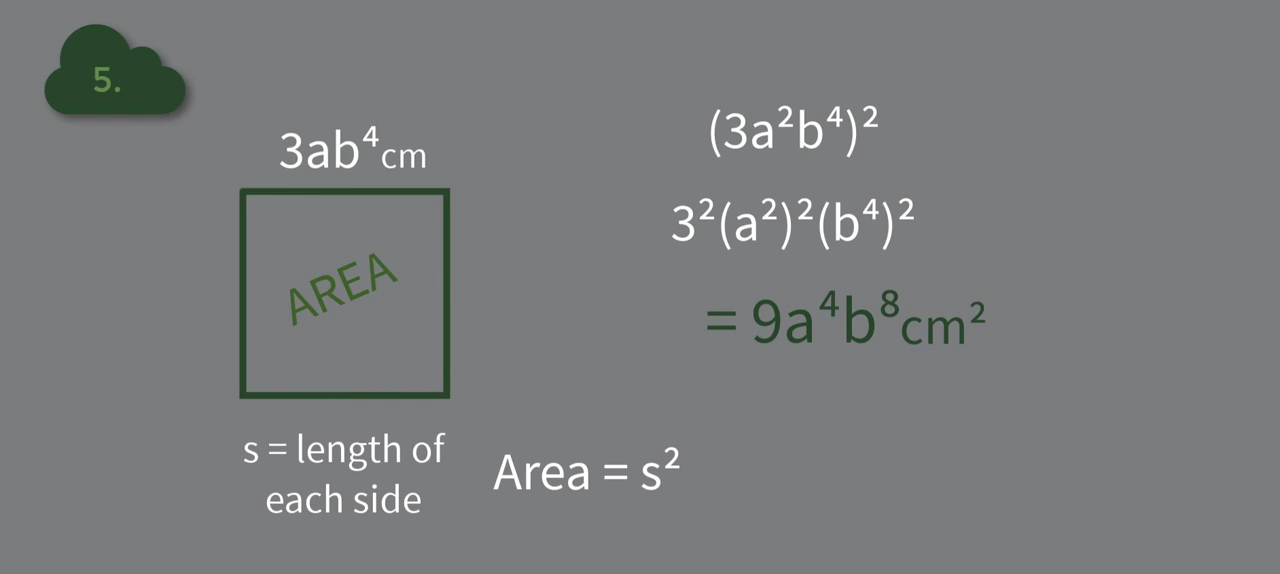 5.
3ab⁴cm
AREA
s = length of
each side
Area = s²
(3a²b⁴)²
3²(a²)²(b⁴)²
= 9a⁴b⁸cm²